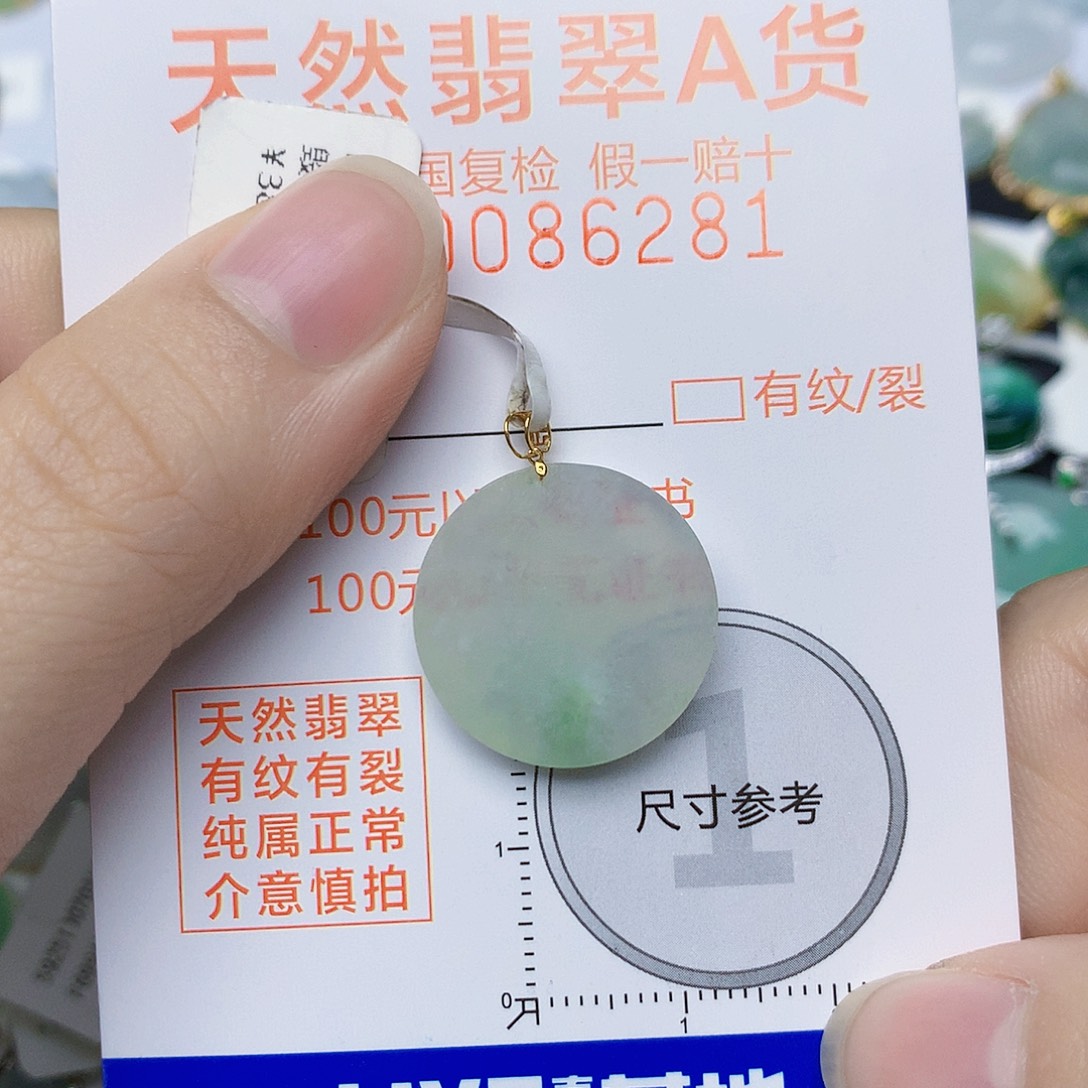 天然翡翠A货
国复检 假一赔十
0086281
有纹/裂
100元 书
100元
天然翡翠
有纹有裂
纯属正常
介意慎拍
1
尺寸参考
1
0
1